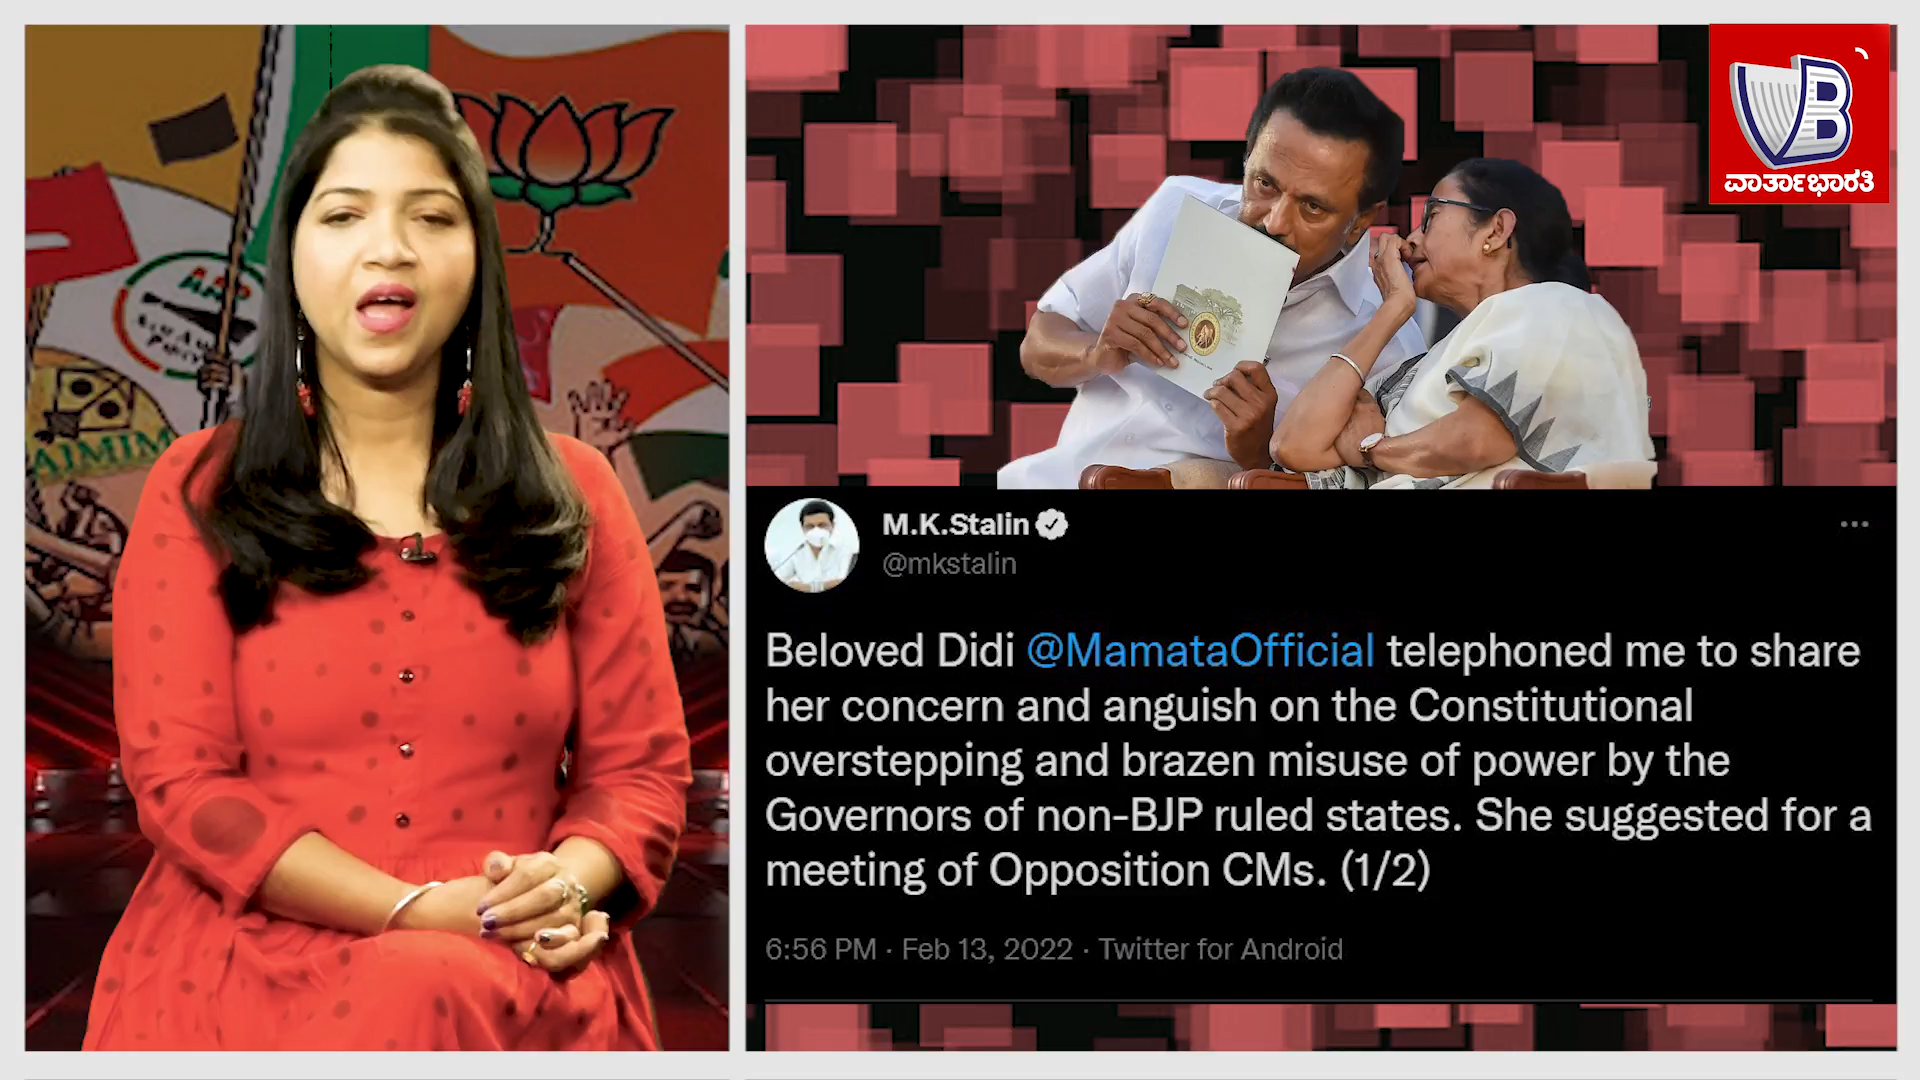 AAP
AIMIM
ವಾರ್ತಾಭಾರತಿ
M.K.Stalin
@mkstalin
Beloved Didi @MamataOfficial telephoned me to share
her concern and anguish on the Constitutional
overstepping and brazen misuse of power by the
Governors of non-BJP ruled states. She suggested for a
meeting of Opposition CMs. (1/2)
6:56 PM · Feb 13, 2022 · Twitter for Android